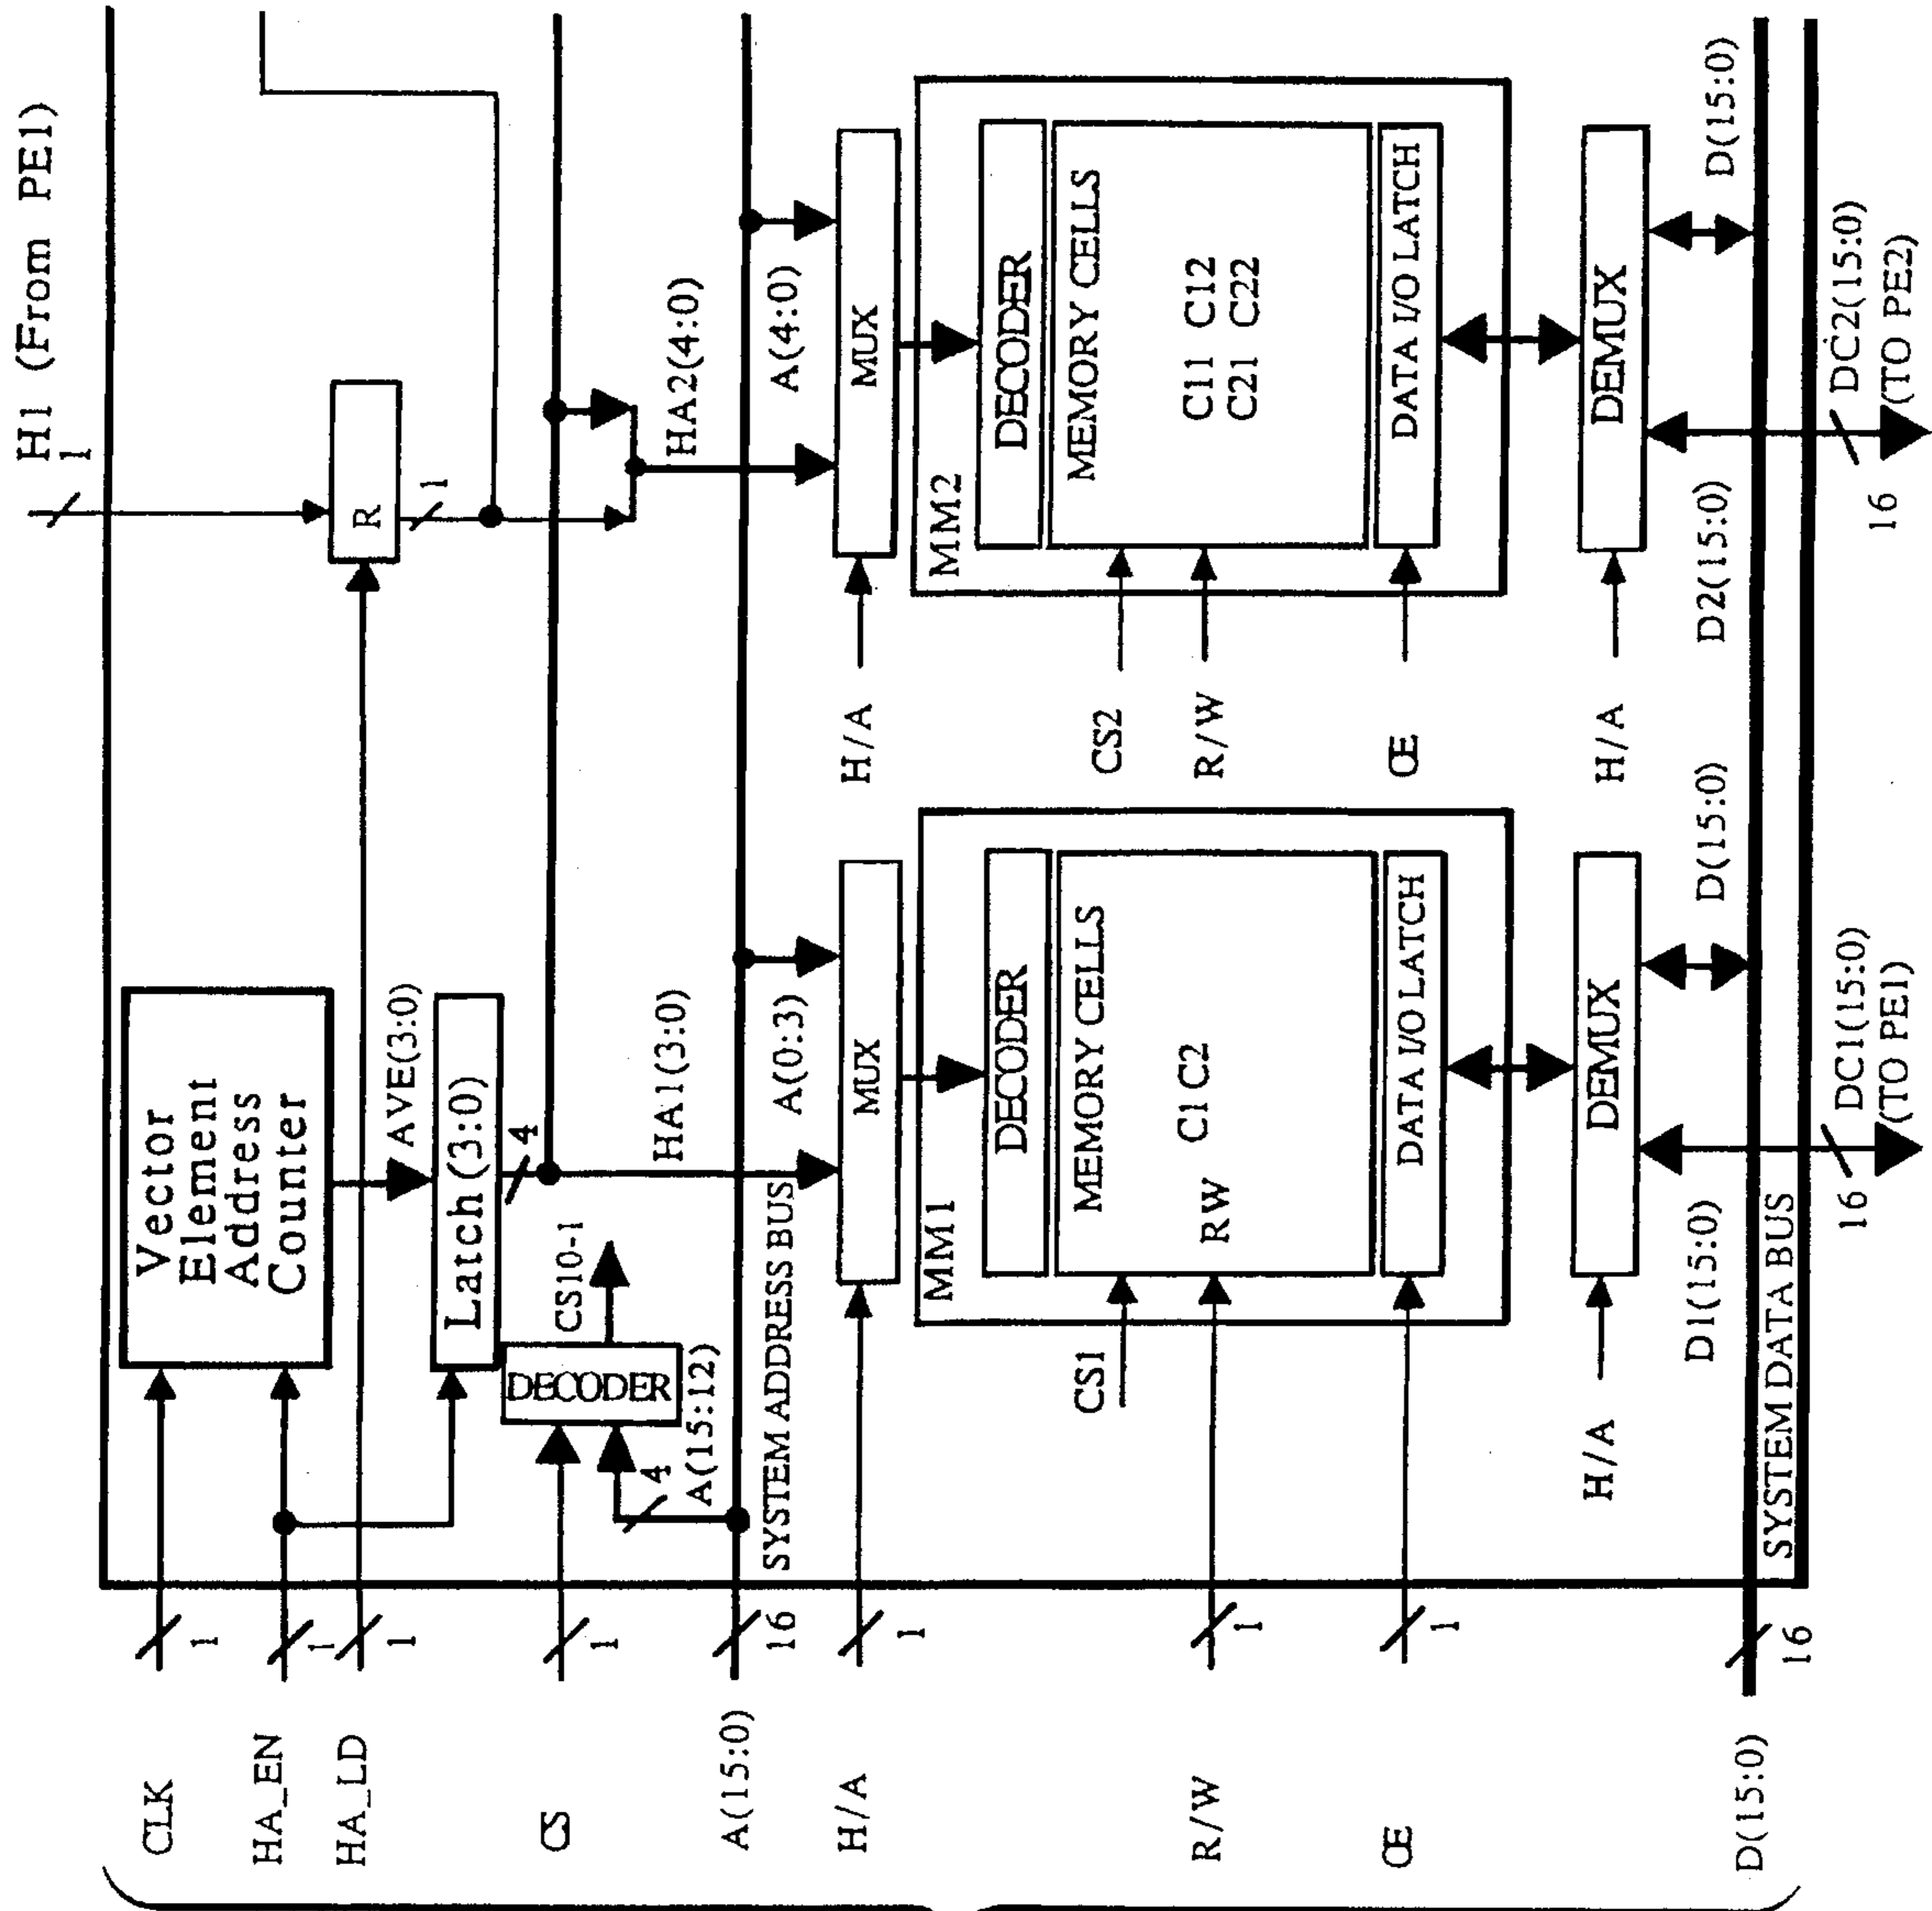 H1 (From PE1)
1
CLK
1
HA_EN
1
HA_LD
1
CS
1
A(15:0)
16
H/A
1
R/W
1
OE
1
D(15:0)
16
Vector
Element
Address
Counter
AVE(3:0)
Latch(3:0)
4
DECODER
CS10-1
4
A(15:12)
SYSTEM ADDRESS BUS
R
1
HA1(3:0)
A(0:3)
HA2(4:0)
A(4:0)
MUX
MM1
DECODER
MEMORY CELLS
C1 C2
RW
DATA I/O LATCH
CS1
H/A
DEMUX
D1(15:0)
D(15:0)
SYSTEM DATA BUS
16
DC1(15:0)
(TO PE1)
H/A
MUX
MM2
DECODER
MEMORY CELLS
C11 C12
C21 C22
DATA I/O LATCH
CS2
R/W
OE
H/A
DEMUX
D2(15:0)
D(15:0)
16
DC2(15:0)
(TO PE2)